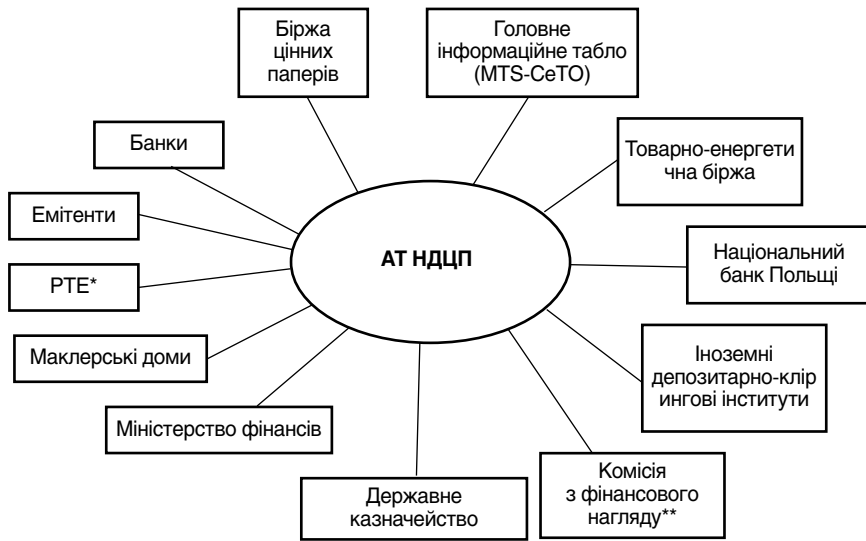 Біржа
цінних
паперів
Головне
інформаційне табло
(MTS-CeTO)
Банки
Товарно-енергети
чна біржа
Емітенти
АТ НДЦП
Національний
банк Польщі
PTE*
Маклерські доми
Іноземні
депозитарно-клір
ингові інститути
Міністерство фінансів
Державне
казначейство
Комісія
з фінансового
нагляду**